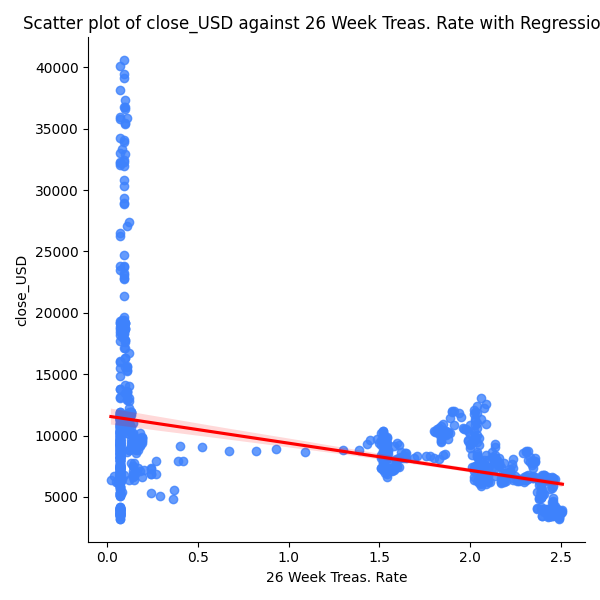 Scatter plot of close_USD against 26 Week Treas. Rate with Regressio
40000
35000
30000
25000
20000
15000
10000
5000
close_USD
0.0 0.5 1.0 1.5 2.0 2.5
26 Week Treas. Rate